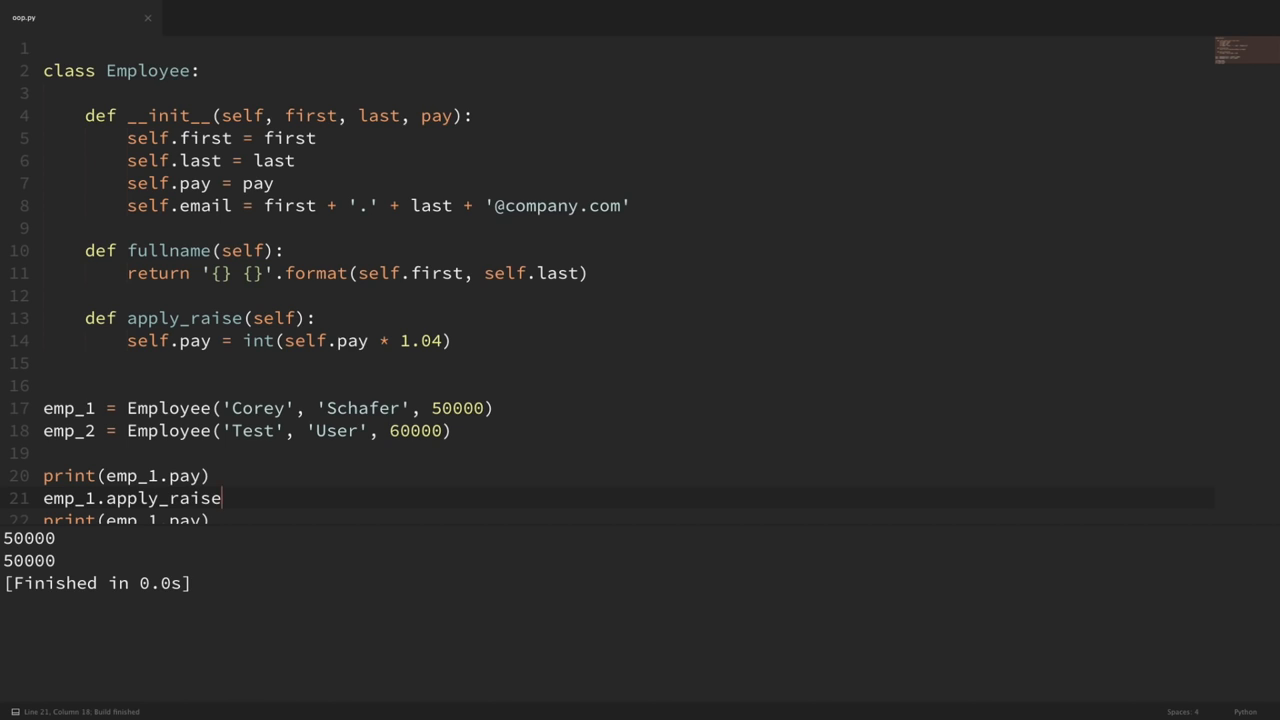 oop.py
1
2 class Employee:
3
4     def __init__(self, first, last, pay):
5         self.first = first
6         self.last = last
7         self.pay = pay
8         self.email = first + '.' + last + '@company.com'
9
10     def fullname(self):
11         return '{} {}'.format(self.first, self.last)
12
13     def apply_raise(self):
14         self.pay = int(self.pay * 1.04)
15
16
17 emp_1 = Employee('Corey', 'Schafer', 50000)
18 emp_2 = Employee('Test', 'User', 60000)
19
20 print(emp_1.pay)
21 emp_1.apply_raise
22 print(emp_1.pay)
50000
50000
[Finished in 0.0s]
Line 21, Column 18; Build finished
Spaces: 4
Python